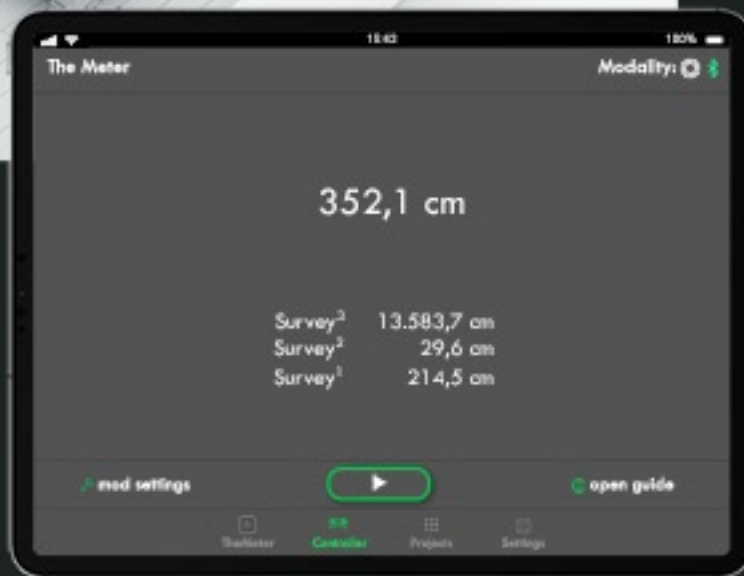 15:42
100%
The Meter
Modality:
352,1 cm
Survey³ 13.583,7 cm
Survey² 29,6 cm
Survey¹ 214,5 cm
mod settings
open guide
TheMeter Controller Projects Settings